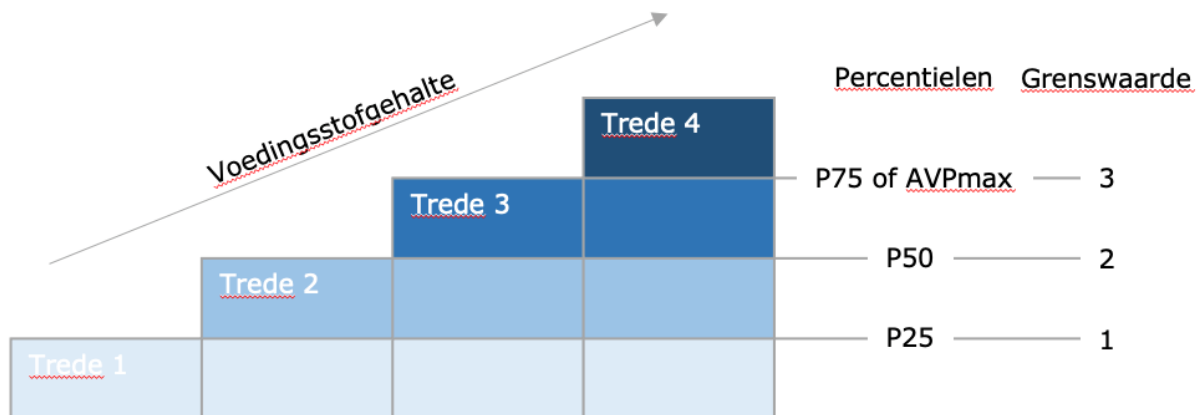 Percentielen Grenswaarde
Voedingsstofgehalte
Trede 4
P75 of AVPmax 3
Trede 3
P50 2
Trede 2
P25 1
Trede 1